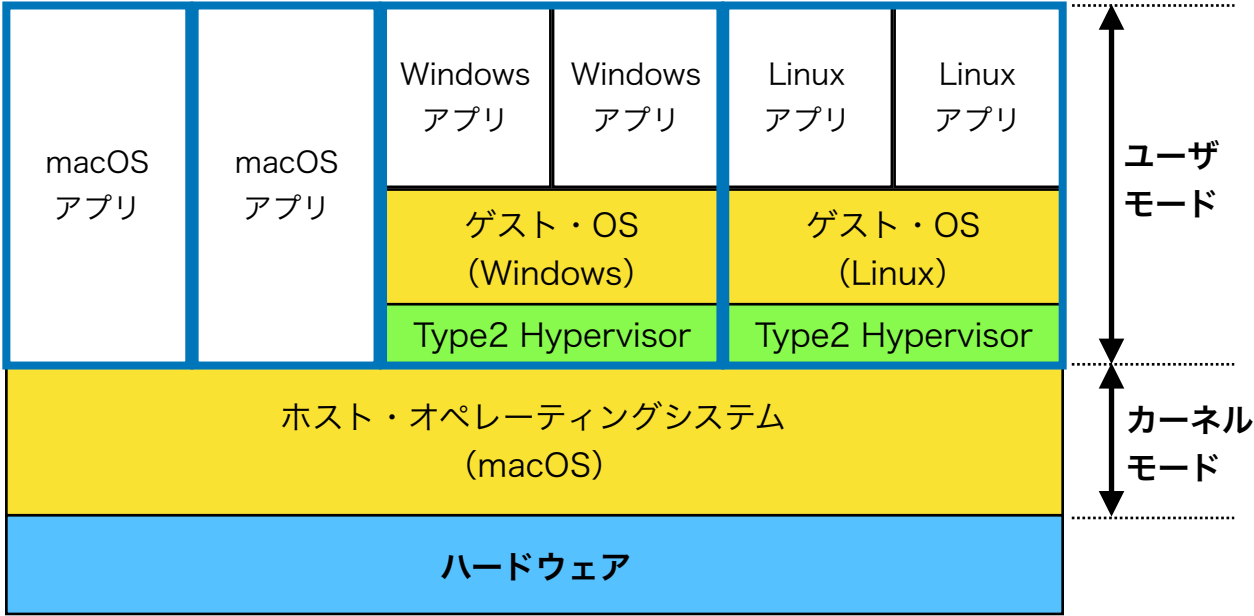 macOS
アプリ
macOS
アプリ
Windows
アプリ
Windows
アプリ
Linux
アプリ
Linux
アプリ
ゲスト・OS
（Windows）
ゲスト・OS
（Linux）
Type2 Hypervisor
Type2 Hypervisor
ユーザ
モード
ホスト・オペレーティングシステム
（macOS）
カーネル
モード
ハードウェア